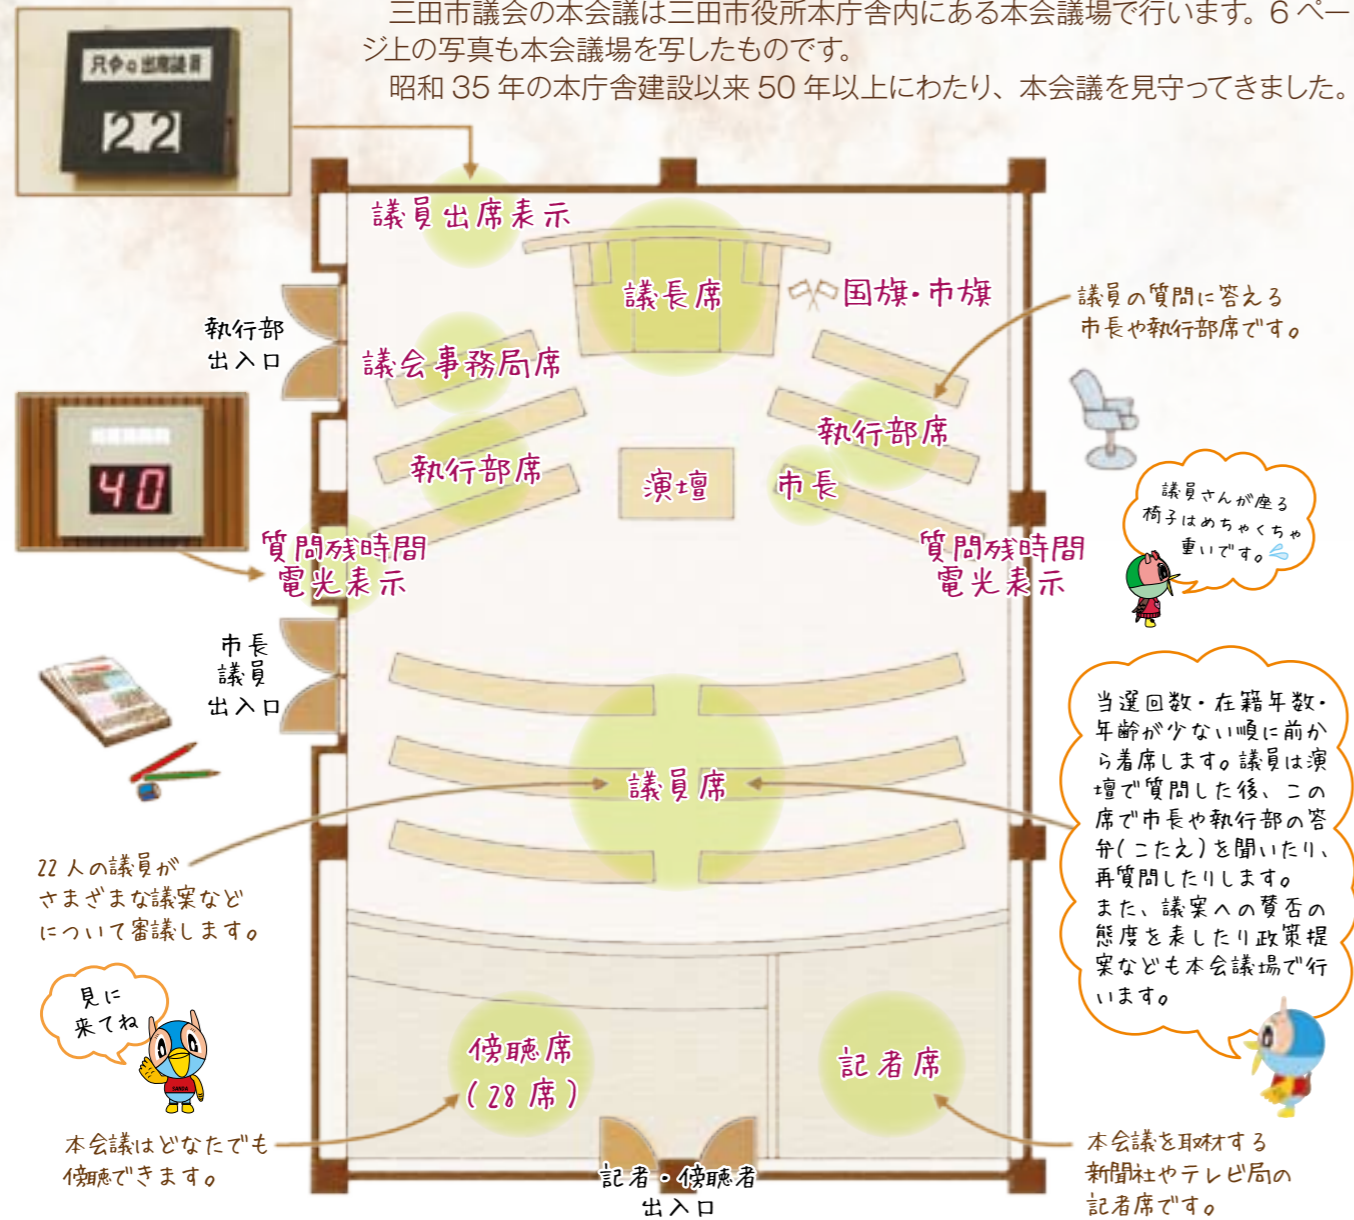 三田市議会の本会議は三田市役所本庁舎内にある本会議場で行います。6ペー
ジ上の写真も本会議場を写したものです。
昭和35年の本庁舎建設以来50年以上にわたり、本会議を見守ってきました。
只今の出席議員
22
議員出席表示
議長席
国旗・市旗
議員の質問に答える
市長や執行部席です。
執行部
出入口
議会事務局席
執行部席
執行部席
演壇
市長
40
質問残時間
電光表示
質問残時間
電光表示
議員さんが座る
椅子はめちゃくちゃ
重いです。
市長
議員
出入口
議員席
当選回数・在籍年数・
年齢が少ない順に前か
ら着席します。議員は演
壇で質問した後、この
席で市長や執行部の答
弁(こたえ)を聞いたり、
再質問したりします。
また、議案への賛否の
態度を表したり政策提
案なども本会議場で行
います。
22人の議員が
さまざまな議案など
について審議します。
見に
来てね
傍聴席
(28席)
記者席
本会議はどなたでも
傍聴できます。
記者・傍聴者
出入口
本会議を取材する
新聞社やテレビ局の
記者席です。